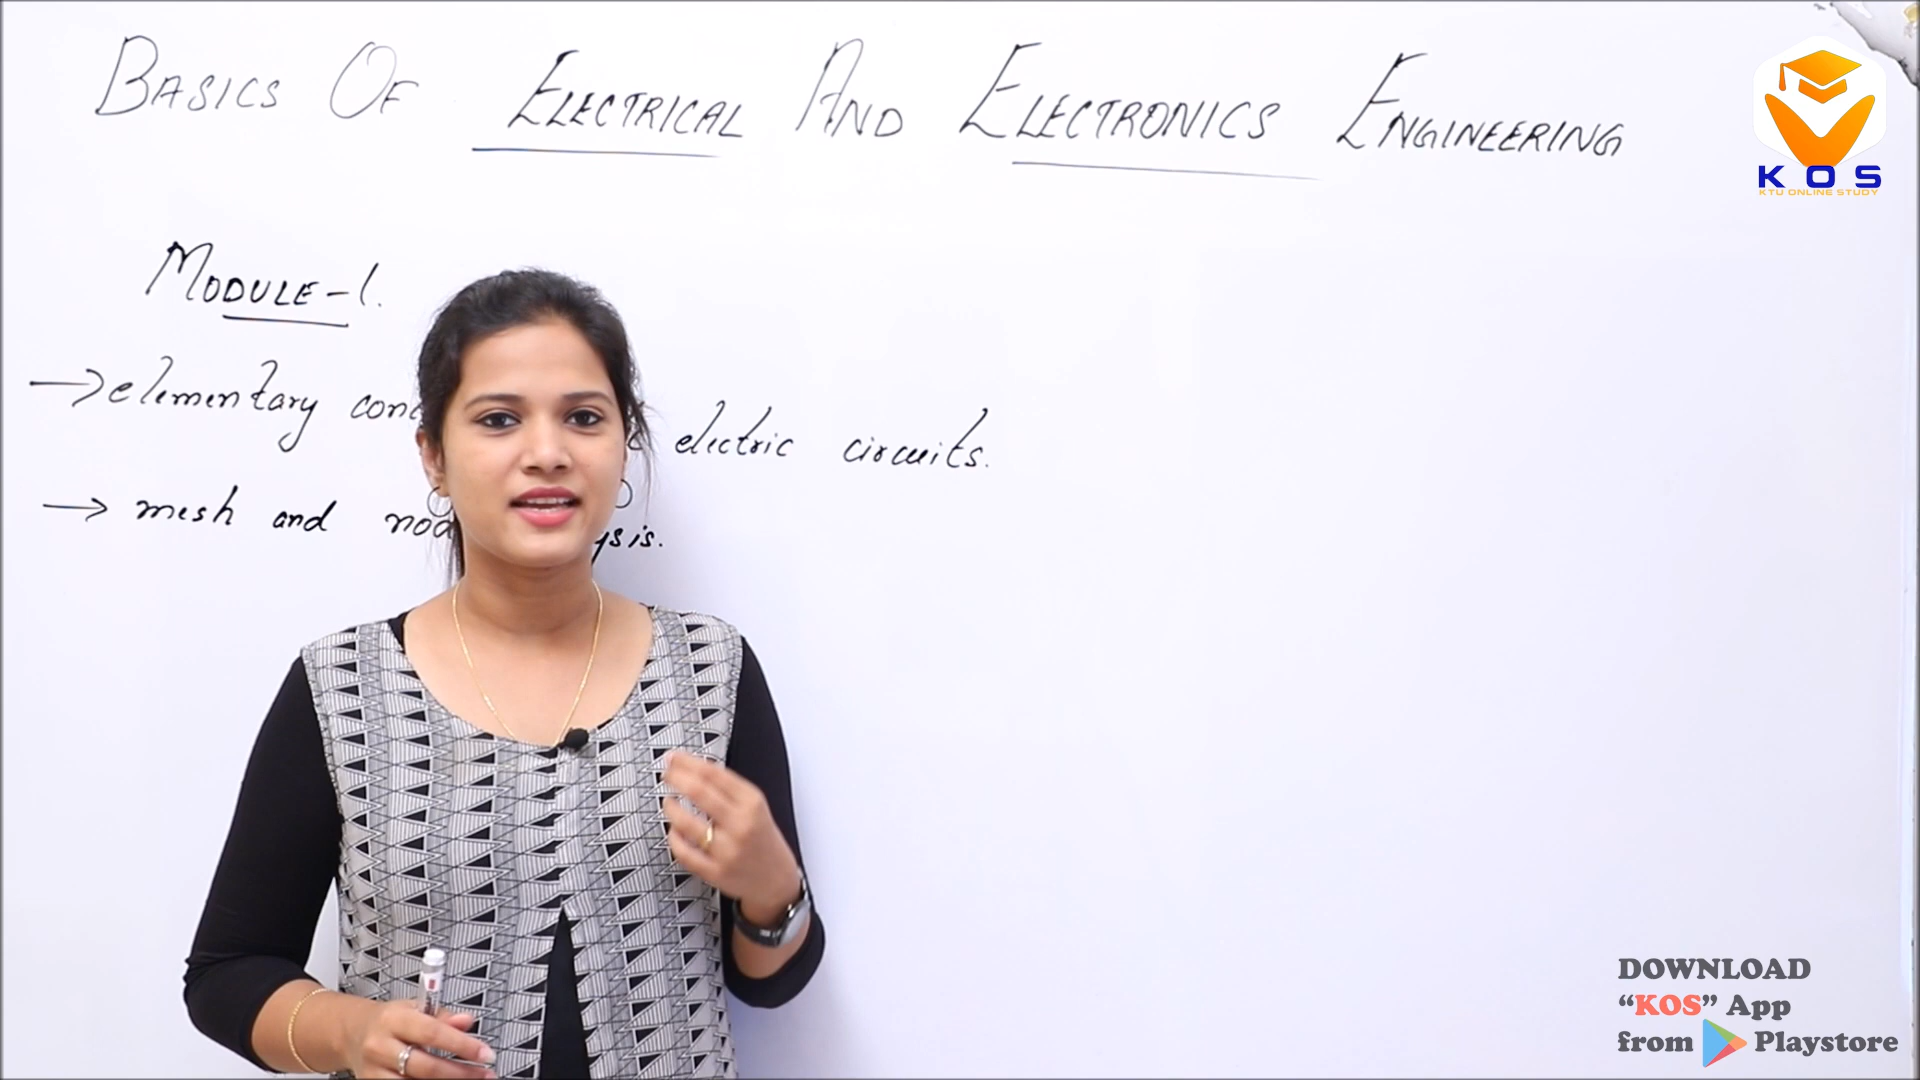 BASICS OF ELECTRICAL AND ELECTRONICS ENGINEERING
KOS
KTU ONLINE STUDY
MODULE-1.
→ elementary electric circuits.
→ mesh and
DOWNLOAD
“KOS” App
from Playstore